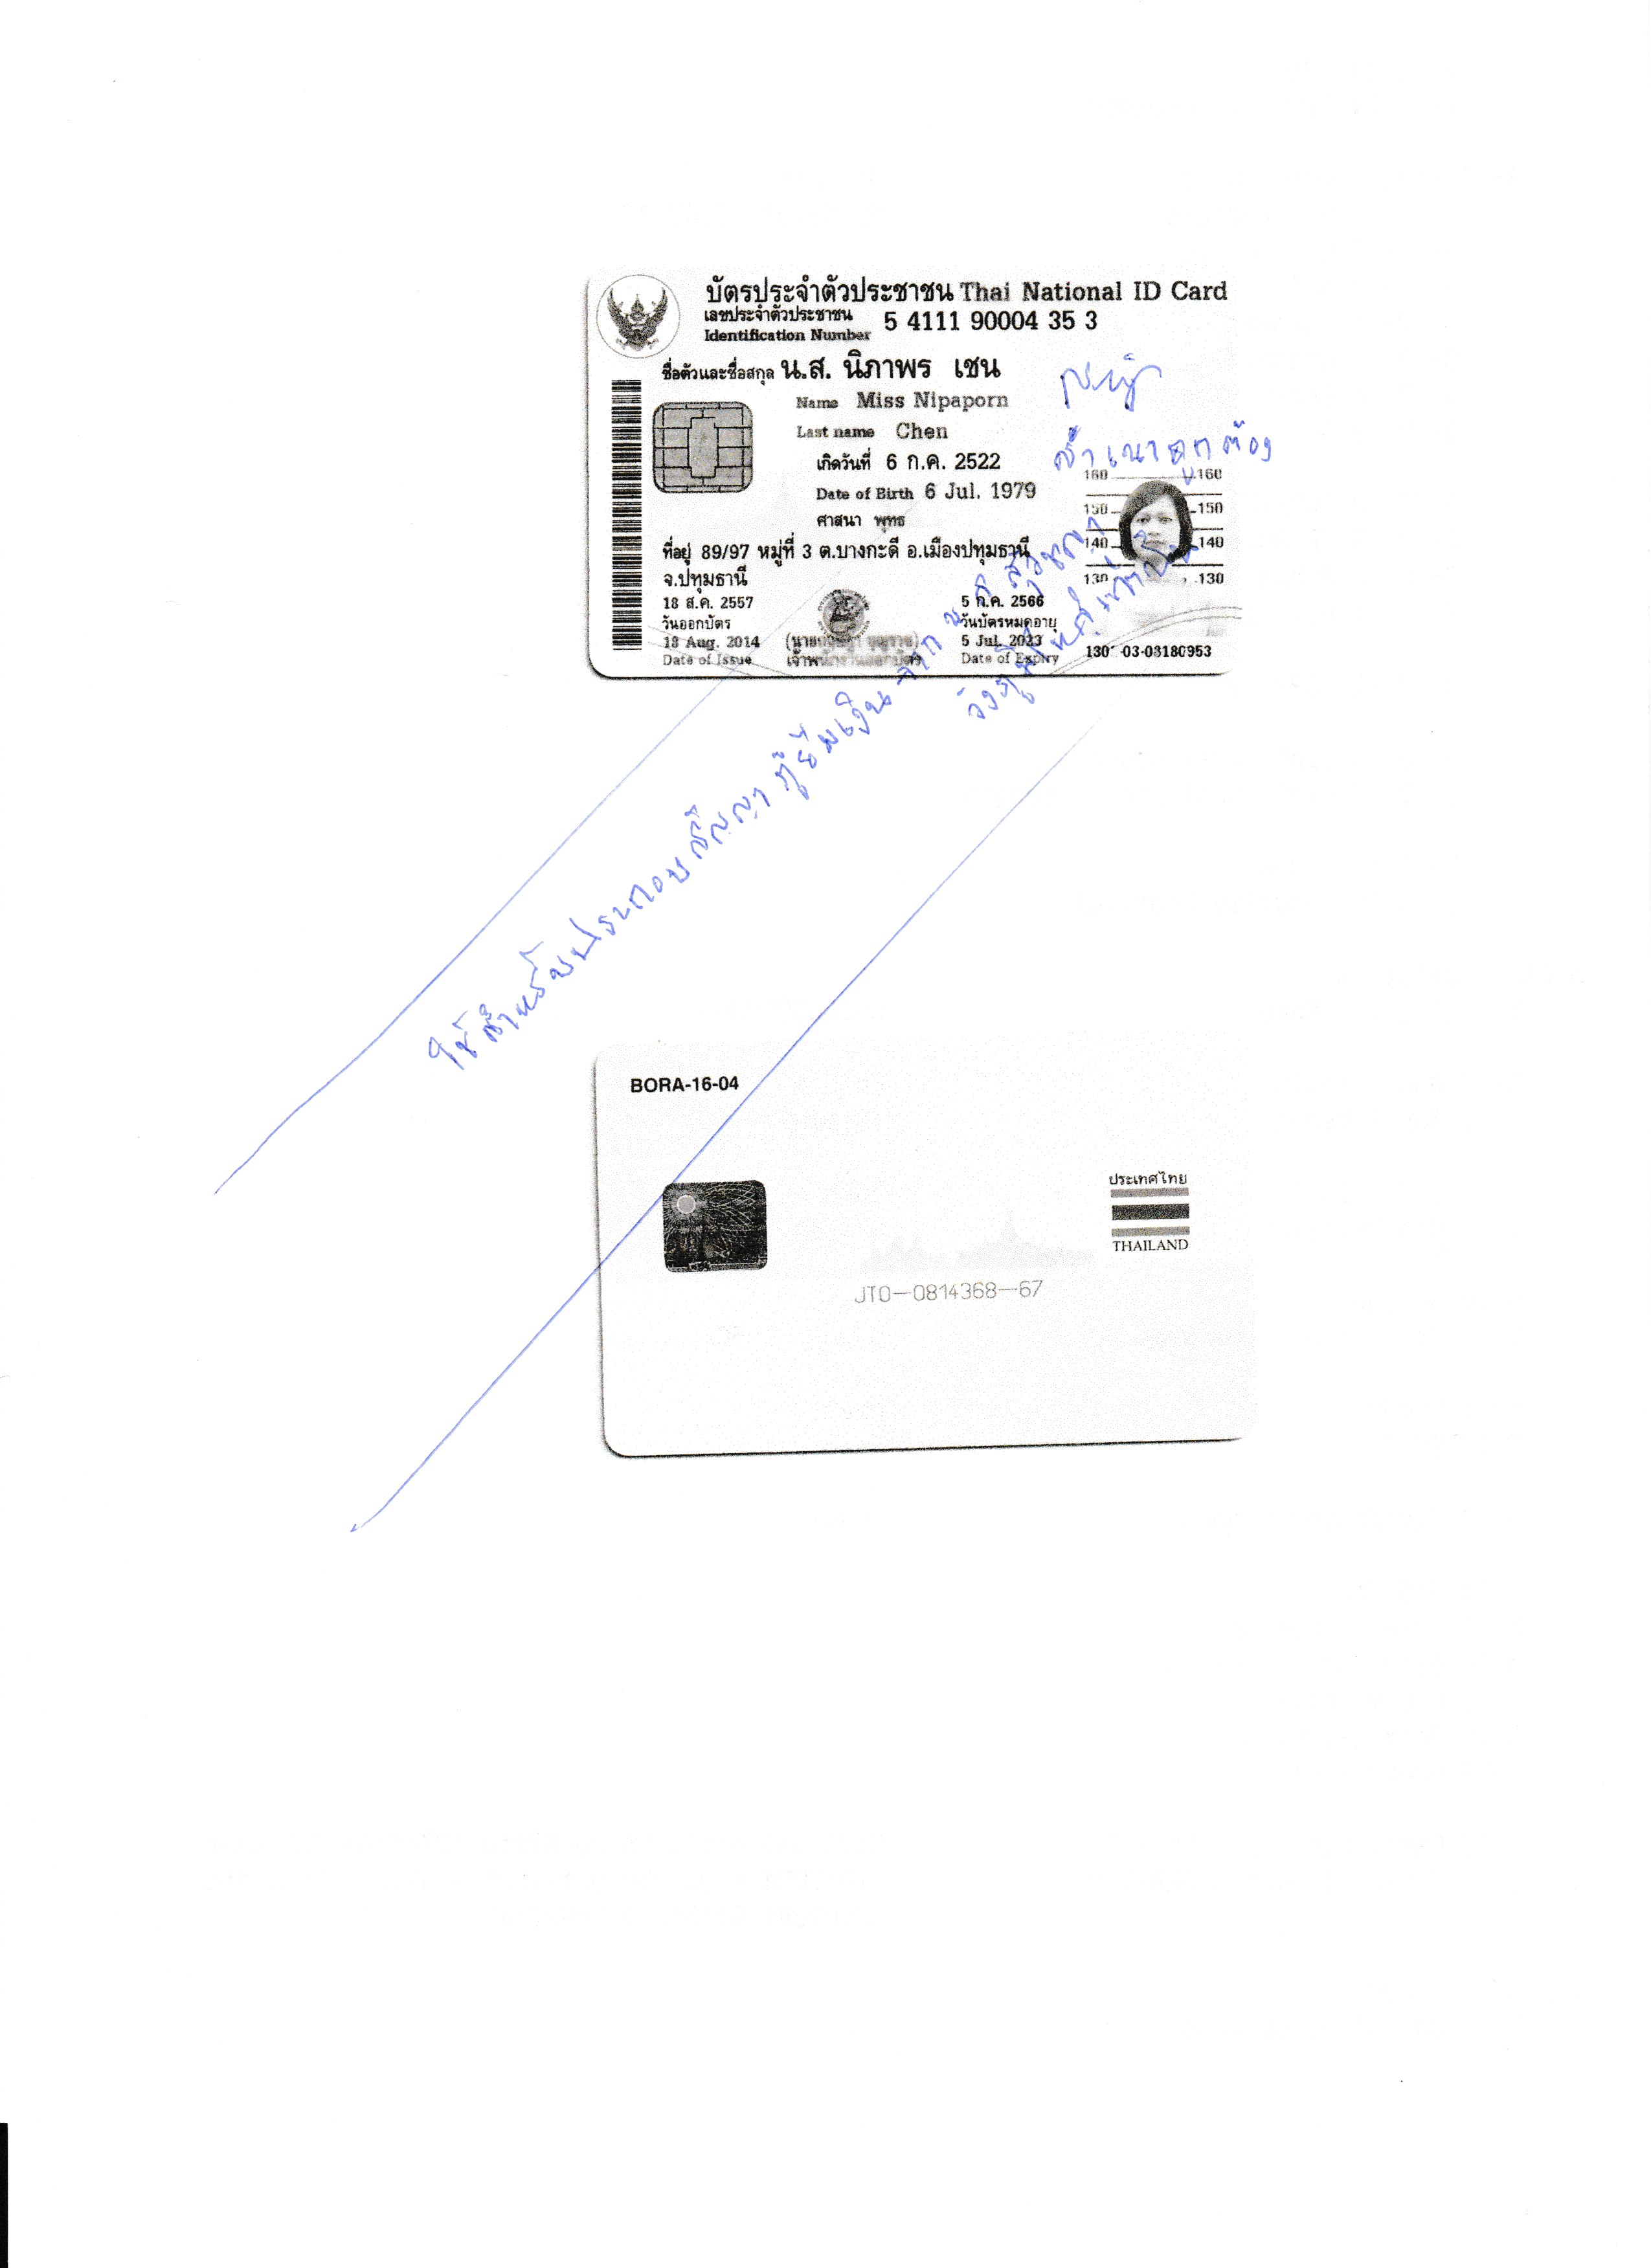 บัตรประจำตัวประชาชน Thai National ID Card
เลขประจำตัวประชาชน
Identification Number 5 4111 90004 35 3
ชื่อตัวและชื่อสกุล น.ส. นิภาพร เชน
Name Miss Nipaporn
Last name Chen
เกิดวันที่ 6 ก.ค. 2522
Date of Birth 6 Jul. 1979
ศาสนา พุทธ
ที่อยู่ 89/97 หมู่ที่ 3 ต.บางกะดี อ.เมืองปทุมธานี
จ.ปทุมธานี
18 ส.ค. 2557
วันออกบัตร
18 Aug. 2014
Date of Issue
เจ้าพนักงานออกบัตร
5 ก.ค. 2566
วันบัตรหมดอายุ
5 Jul. 2023
Date of Expiry
สำเนาถูกต้อง
160 160
150 150
140 140
130 130
03-03180953
ใช้สำหรับประกอบสัญญากู้ยืมเงินจาก น.ส.
BORA-16-04
ประเทศไทย
THAILAND
JT0-0814368-67